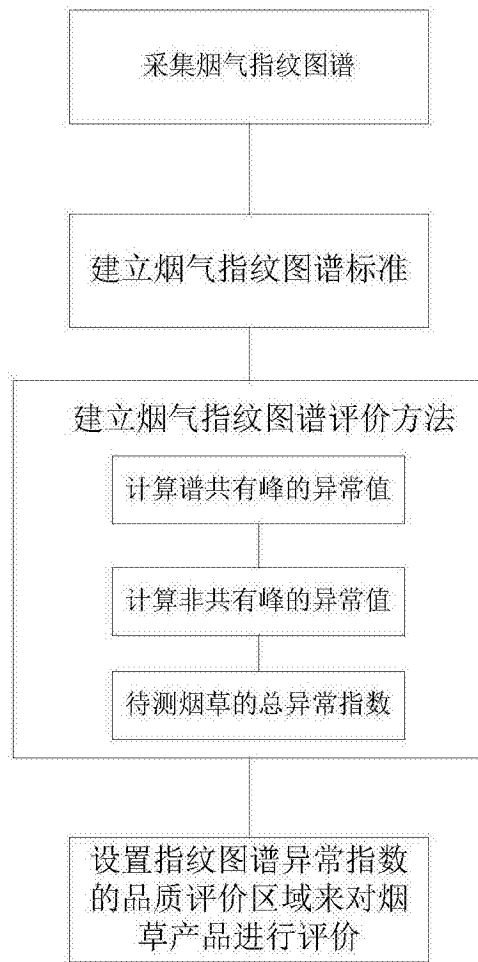 采集烟气指纹图谱
建立烟气指纹图谱标准
建立烟气指纹图谱评价方法
计算谱共有峰的异常值
计算非共有峰的异常值
待测烟草的总异常指数
设置指纹图谱异常指数
的品质评价区域来对烟
草产品进行评价